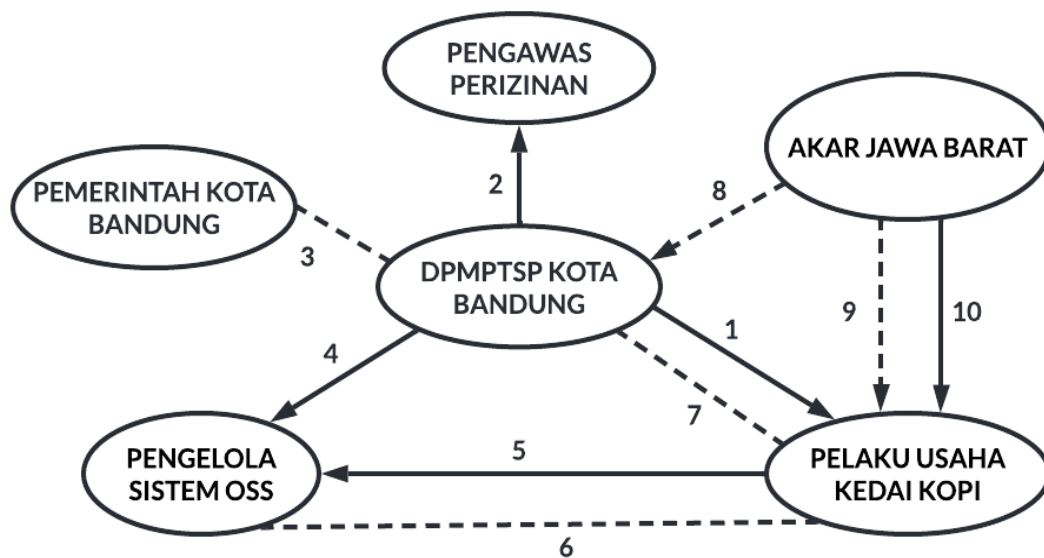 PENGAWAS
PERIZINAN
AKAR JAWA BARAT
PEMERINTAH KOTA
BANDUNG
2
8
3
DPMPTSP KOTA
BANDUNG
9
10
1
4
7
PENGELOLA
SISTEM OSS
5
PELAKU USAHA
KEDAI KOPI
6